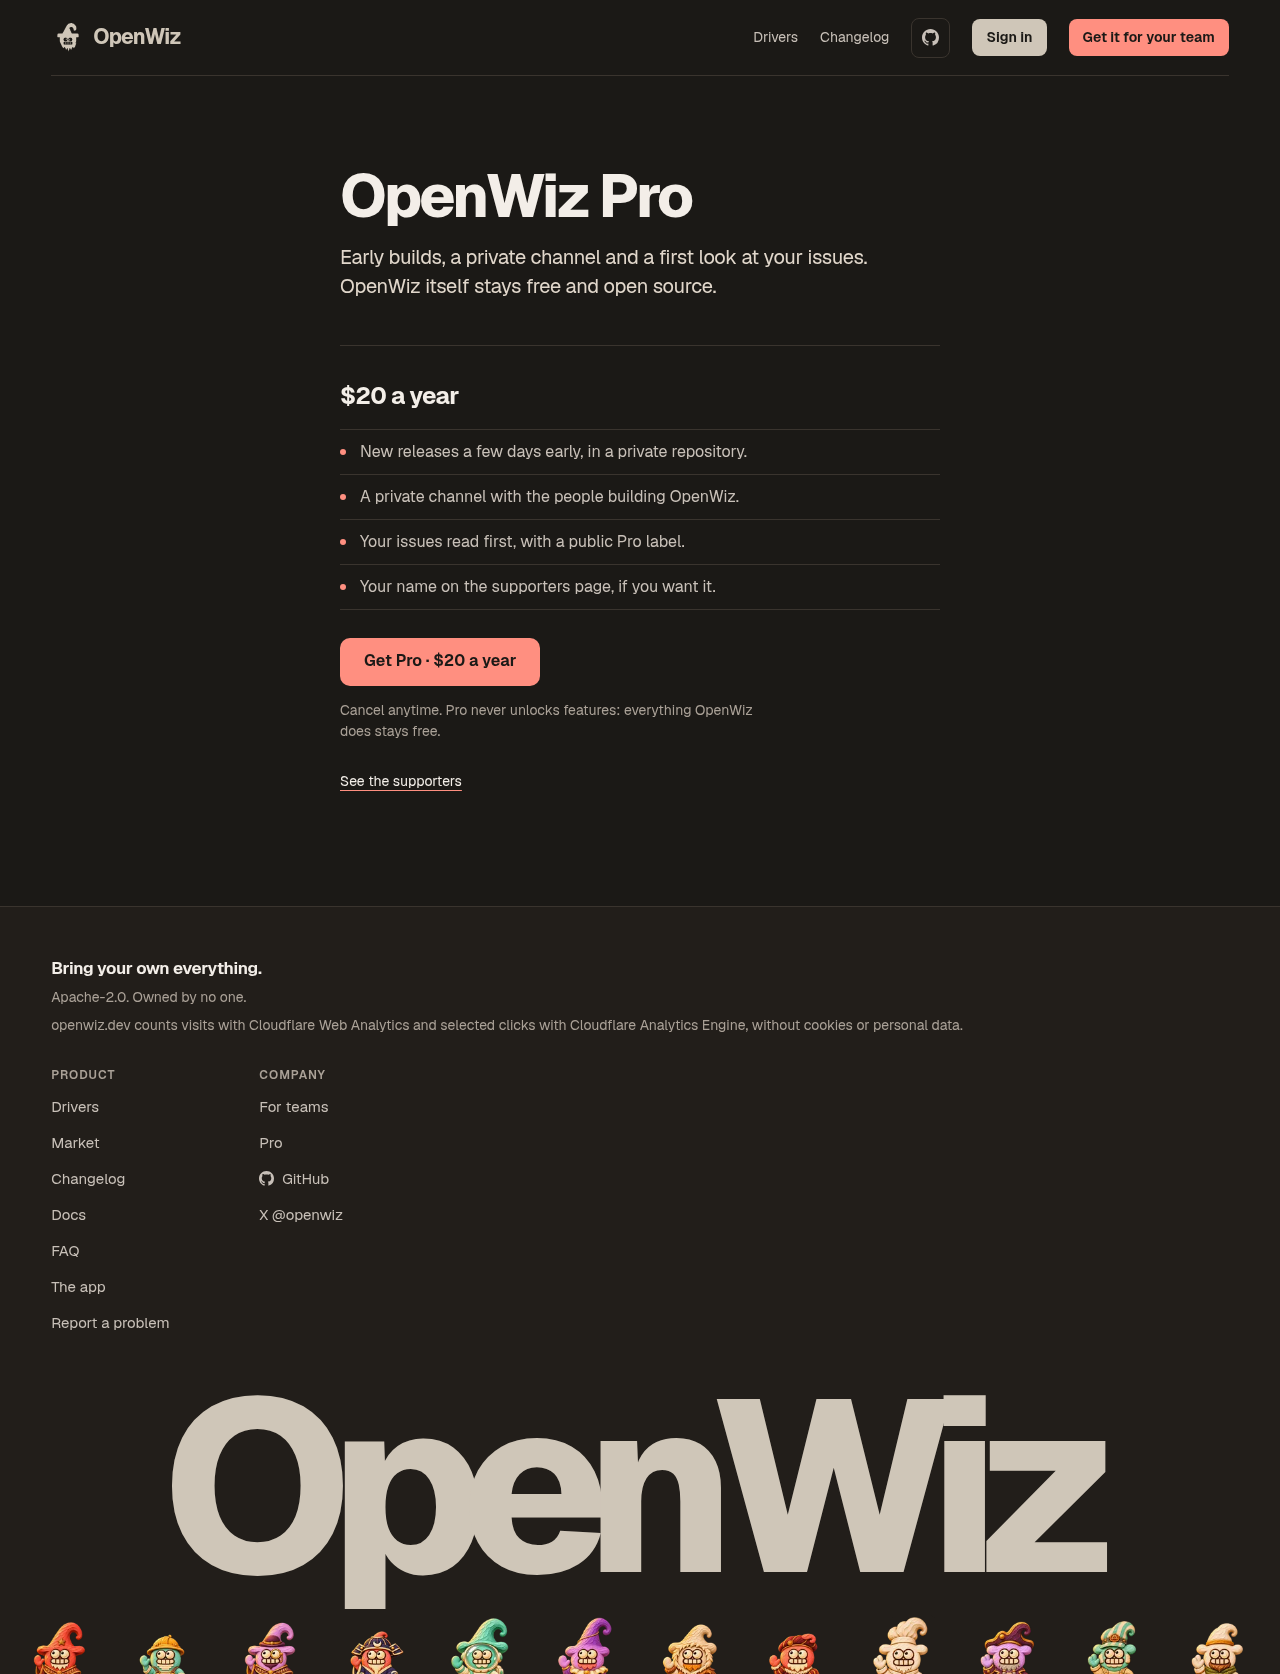 OpenWiz
Drivers
Changelog
Sign in
Get it for your team
OpenWiz Pro
Early builds, a private channel and a first look at your issues.
OpenWiz itself stays free and open source.
$20 a year
New releases a few days early, in a private repository.
A private channel with the people building OpenWiz.
Your issues read first, with a public Pro label.
Your name on the supporters page, if you want it.
Get Pro · $20 a year
Cancel anytime. Pro never unlocks features: everything OpenWiz
does stays free.
See the supporters
Bring your own everything.
Apache-2.0. Owned by no one.
openwiz.dev counts visits with Cloudflare Web Analytics and selected clicks with Cloudflare Analytics Engine, without cookies or personal data.
PRODUCT
Drivers
Market
Changelog
Docs
FAQ
The app
Report a problem
COMPANY
For teams
Pro
GitHub
X @openwiz
OpenWiz